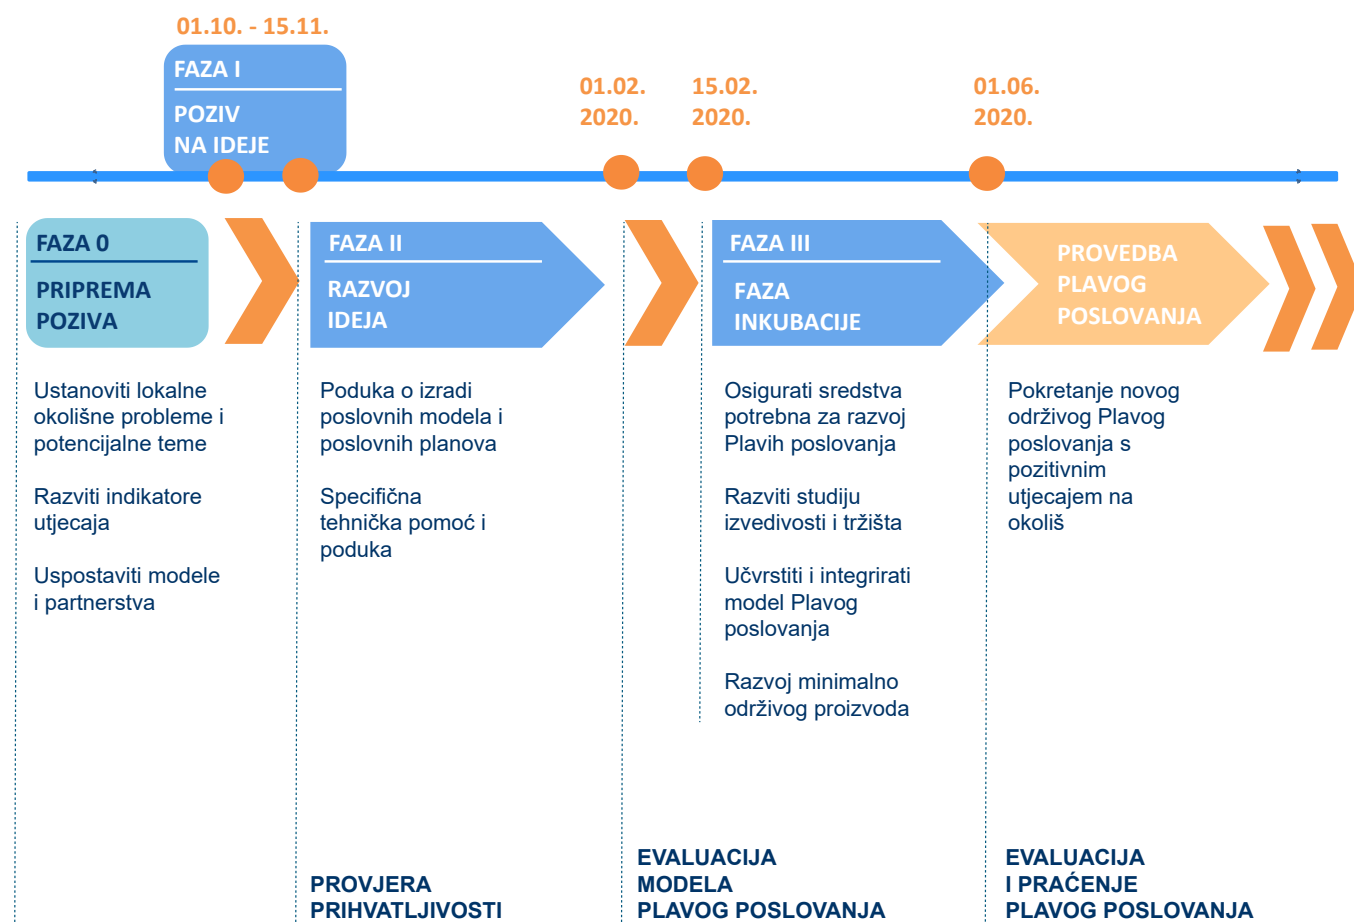 01.10. - 15.11.
FAZA I
POZIV
NA IDEJE
01.02.
2020.
15.02.
2020.
01.06.
2020.
FAZA 0
PRIPREMA
POZIVA
FAZA II
RAZVOJ
IDEJA
FAZA III
FAZA
INKUBACIJE
PROVEDBA
PLAVOG
POSLOVANJA
Ustanoviti lokalne
okolišne probleme i
potencijalne teme
Razviti indikatore
utjecaja
Uspostaviti modele
i partnerstva
Poduka o izradi
poslovnih modela i
poslovnih planova
Specifična
tehnička pomoć i
poduka
Osigurati sredstva
potrebna za razvoj
Plavih poslovanja
Razviti studiju
izvedivosti i tržišta
Učvrstiti i integrirati
model Plavog
poslovanja
Razvoj minimalno
održivog proizvoda
Pokretanje novog
održivog Plavog
poslovanja s
pozitivnim
utjecajem na
okoliš
PROVJERA
PRIHVATLJIVOSTI
EVALUACIJA
MODELA
PLAVOG POSLOVANJA
EVALUACIJA
I PRAĆENJE
PLAVOG POSLOVANJA